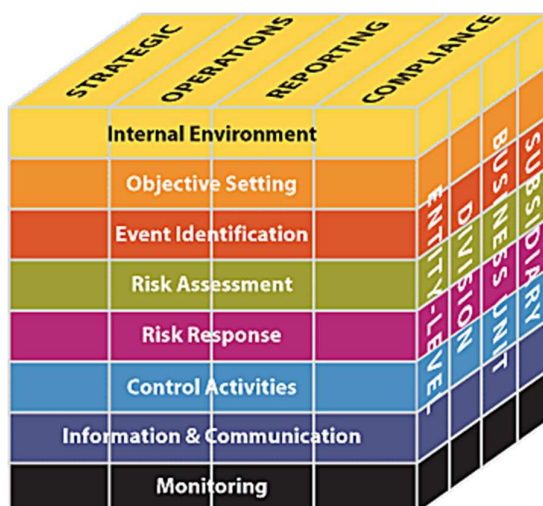 STRATEGIC
OPERATIONS
REPORTING
COMPLIANCE
Internal Environment
Objective Setting
Event Identification
Risk Assessment
Risk Response
Control Activities
Information & Communication
Monitoring
ENTITY-LEVEL
DIVISION
BUSINESS UNIT
SUBSIDIARY